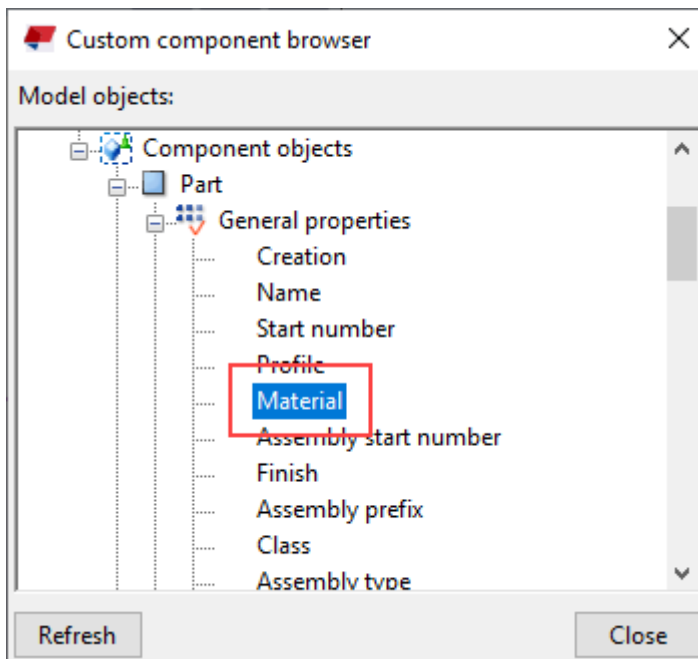 Custom component browser
Model objects:
Component objects
Part
General properties
Creation
Name
Start number
Profile
Material
Assembly start number
Finish
Assembly prefix
Class
Assembly type
Refresh
Close